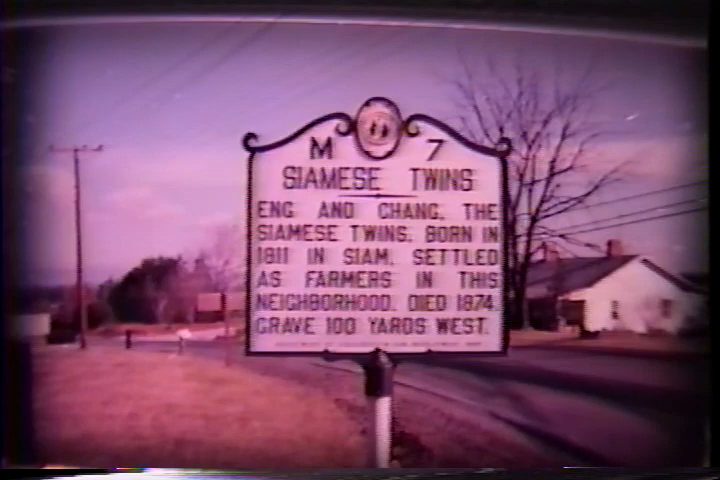 M 7
SIAMESE TWINS
ENG AND CHANG, THE
SIAMESE TWINS, BORN IN
1811 IN SIAM, SETTLED
AS FARMERS IN THIS
NEIGHBORHOOD. DIED 1874.
GRAVE 100 YARDS WEST.